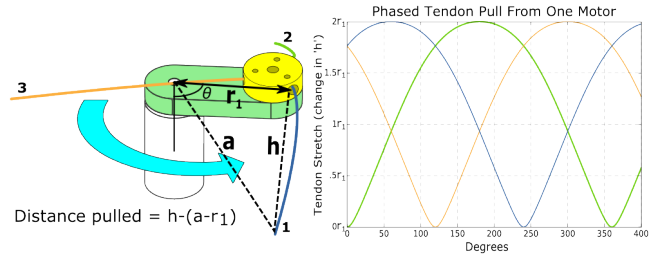 2
3
θ
r1
a
h
1
Distance pulled = h-(a-r1)
Phased Tendon Pull From One Motor
Tendon Stretch (change in 'h')
2r1
1.5r1
1r1
.5r1
0r1
0 50 100 150 200 250 300 350 400
Degrees